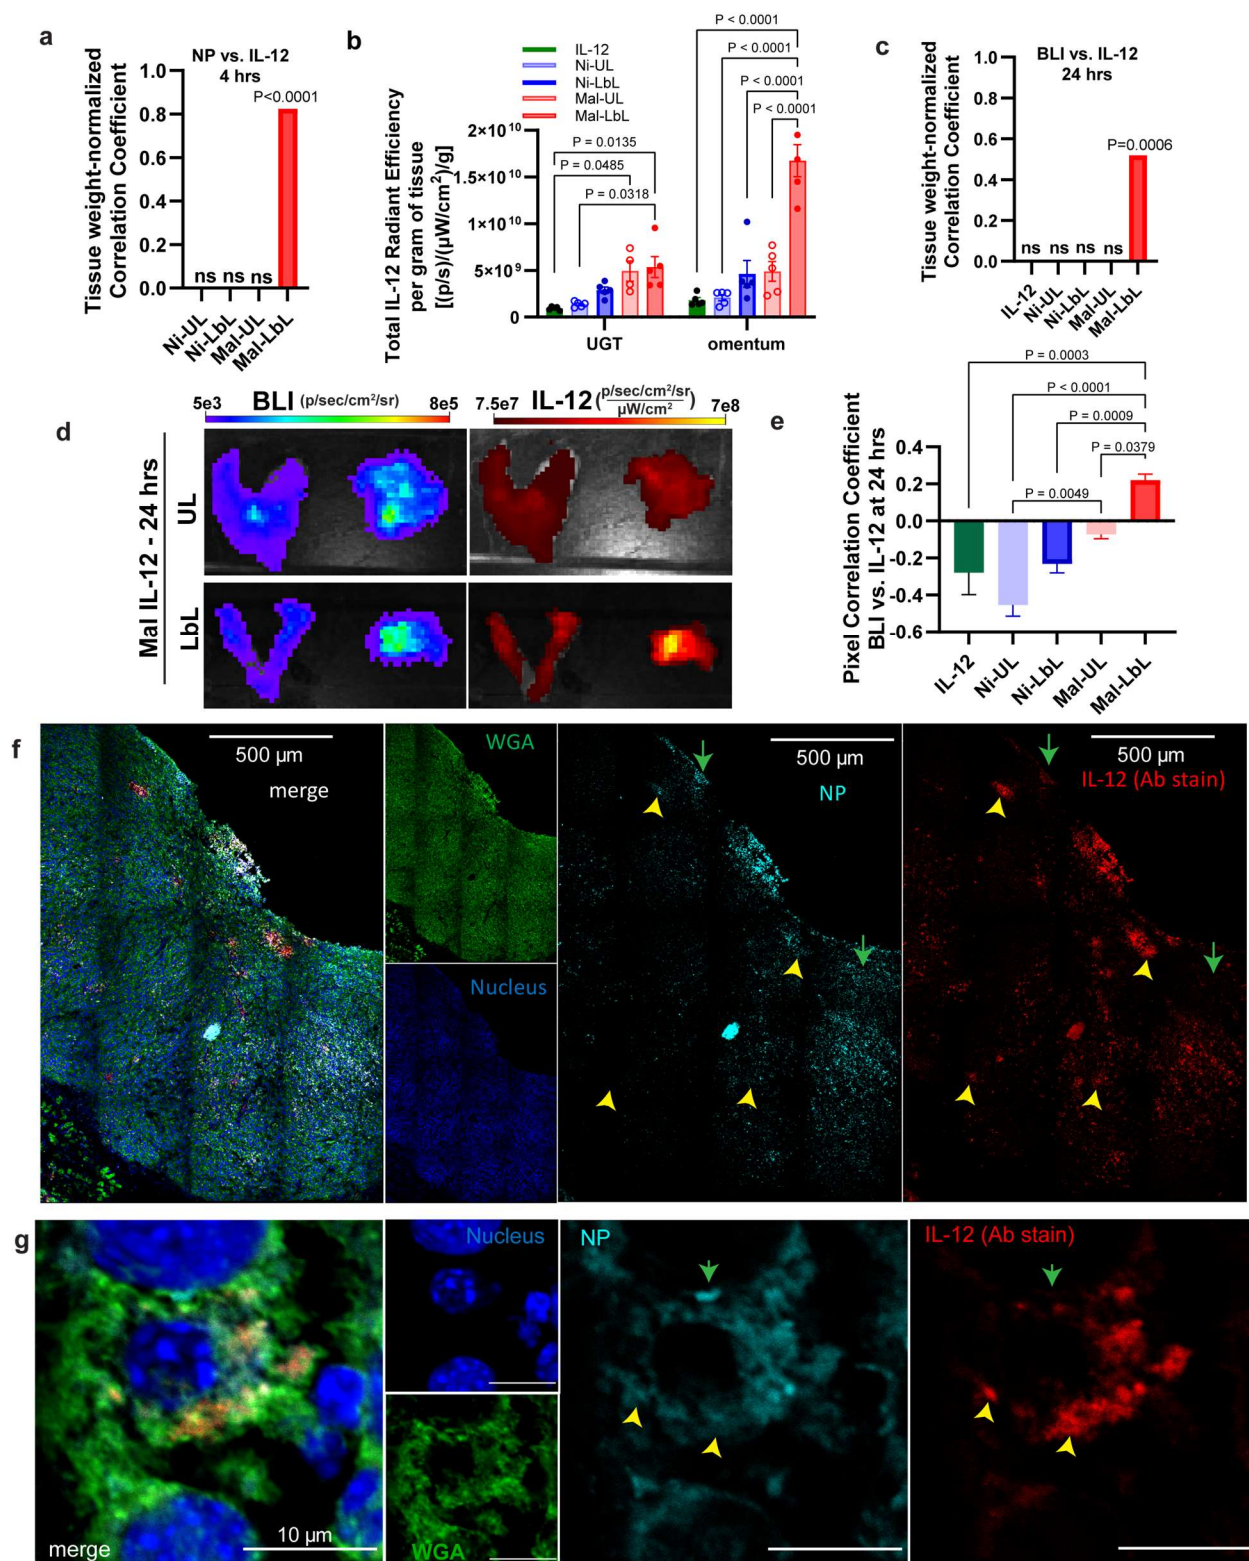 a
NP vs. IL-12
4 hrs
Tissue weight-normalized
Correlation Coefficient
1.0
0.8
0.6
0.4
0.2
0.0
P<0.0001
ns ns ns
Ni-UL
Ni-LbL
Mal-UL
Mal-LbL
b
IL-12
Ni-UL
Ni-LbL
Mal-UL
Mal-LbL
Total IL-12 Radiant Efficiency
per gram of tissue
[(p/s)/(µW/cm²)/g]
2×10¹⁰
1.5×10¹⁰
1×10¹⁰
5×10⁹
0
P = 0.0135
P = 0.0485
P = 0.0318
P < 0.0001
P < 0.0001
P < 0.0001
P < 0.0001
UGT
omentum
c
BLI vs. IL-12
24 hrs
Tissue weight-normalized
Correlation Coefficient
1.0
0.8
0.6
0.4
0.2
0.0
P=0.0006
ns ns ns ns
IL-12
Ni-UL
Ni-LbL
Mal-UL
Mal-LbL
d
5e3 BLI (p/sec/cm²/sr) 8e5
7.5e7 IL-12 (p/sec/cm²/sr / µW/cm²) 7e8
Mal IL-12 - 24 hrs
UL
LbL
e
Pixel Correlation Coefficient
BLI vs. IL-12 at 24 hrs
0.4
0.2
0.0
-0.2
-0.4
-0.6
P = 0.0003
P < 0.0001
P = 0.0009
P = 0.0379
P = 0.0049
IL-12
Ni-UL
Ni-LbL
Mal-UL
Mal-LbL
f
500 µm
merge
WGA
Nucleus
500 µm
NP
500 µm
IL-12 (Ab stain)
g
merge
10 µm
Nucleus
WGA
NP
IL-12 (Ab stain)